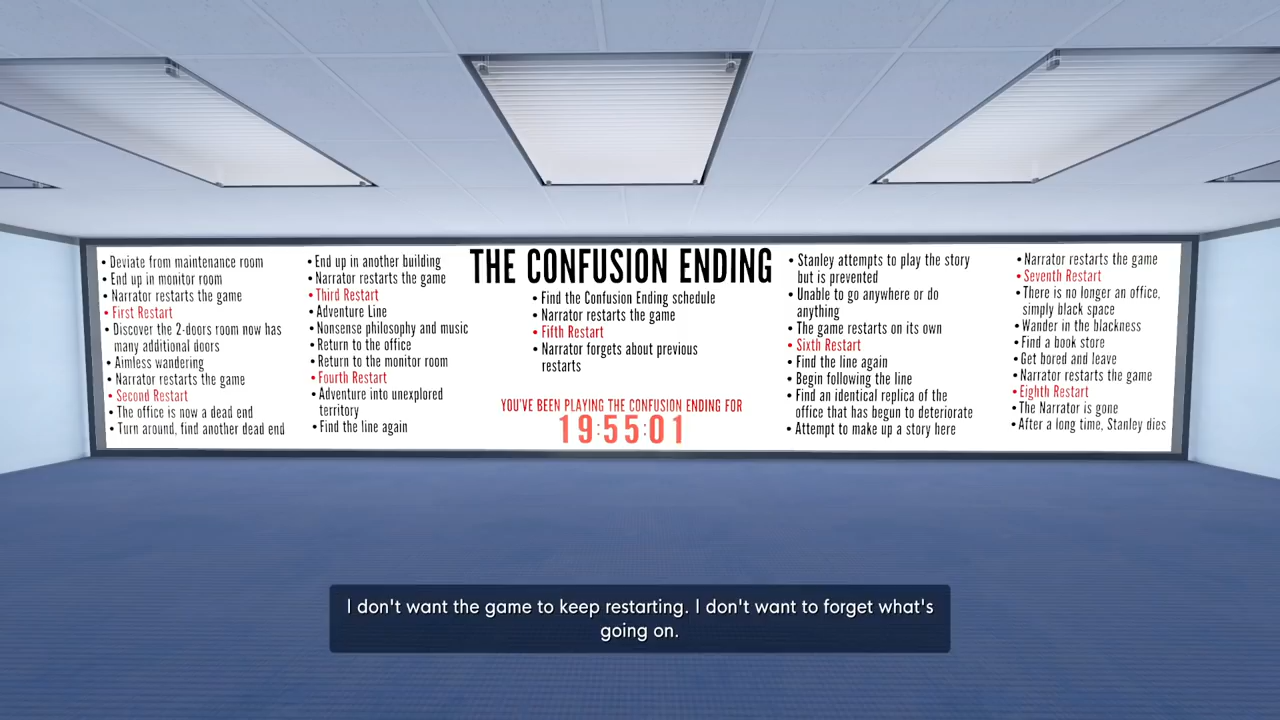 • Deviate from maintenance room
• End up in monitor room
• Narrator restarts the game
• First Restart
• Discover the 2-doors room now has
many additional doors
• Aimless wandering
• Narrator restarts the game
• Second Restart
• The office is now a dead end
• Turn around, find another dead end
• End up in another building
• Narrator restarts the game
• Third Restart
• Adventure Line
• Nonsense philosophy and music
• Return to the office
• Return to the monitor room
• Fourth Restart
• Adventure into unexplored
territory
• Find the line again
THE CONFUSION ENDING
• Find the Confusion Ending schedule
• Narrator restarts the game
• Fifth Restart
• Narrator forgets about previous
restarts
YOU'VE BEEN PLAYING THE CONFUSION ENDING FOR
19:55:01
• Stanley attempts to play the story
but is prevented
• Unable to go anywhere or do
anything
• The game restarts on its own
• Sixth Restart
• Find the line again
• Begin following the line
• Find an identical replica of the
office that has begun to deteriorate
• Attempt to make up a story here
• Narrator restarts the game
• Seventh Restart
• There is no longer an office,
simply black space
• Wander in the blackness
• Find a book store
• Get bored and leave
• Narrator restarts the game
• Eighth Restart
• The Narrator is gone
• After a long time, Stanley dies
I don't want the game to keep restarting. I don't want to forget what's
going on.